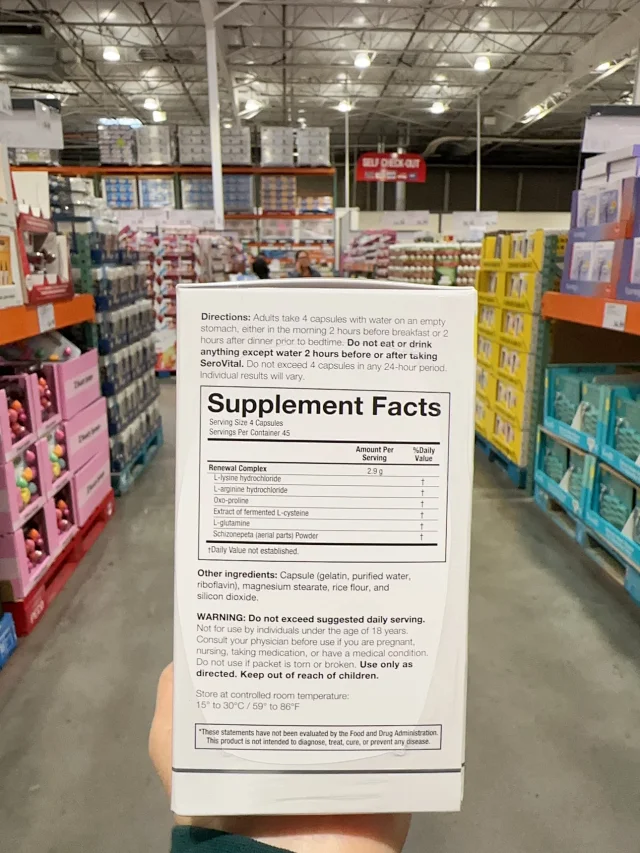 SELF CHECK-OUT
Directions: Adults take 4 capsules with water on an empty
stomach, either in the morning 2 hours before breakfast or 2
hours after dinner prior to bedtime. Do not eat or drink
anything except water 2 hours before or after taking
SeroVital. Do not exceed 4 capsules in any 24-hour period.
Individual results will vary.
Supplement Facts
Serving Size 4 Capsules
Servings Per Container 45
Amount Per Serving
%Daily Value
Renewal Complex 2.9 g
L-lysine hydrochloride †
L-arginine hydrochloride †
Oxo-proline †
Extract of fermented L-cysteine †
L-glutamine †
Schizonepeta (aerial parts) Powder †
†Daily Value not established.
Other ingredients: Capsule (gelatin, purified water,
riboflavin), magnesium stearate, rice flour, and
silicon dioxide.
WARNING: Do not exceed suggested daily serving.
Not for use by individuals under the age of 18 years.
Consult your physician before use if you are pregnant,
nursing, taking medication, or have a medical condition.
Do not use if packet is torn or broken. Use only as
directed. Keep out of reach of children.
Store at controlled room temperature:
15° to 30°C / 59° to 86°F
*These statements have not been evaluated by the Food and Drug Administration.
This product is not intended to diagnose, treat, cure, or prevent any disease.
PECO